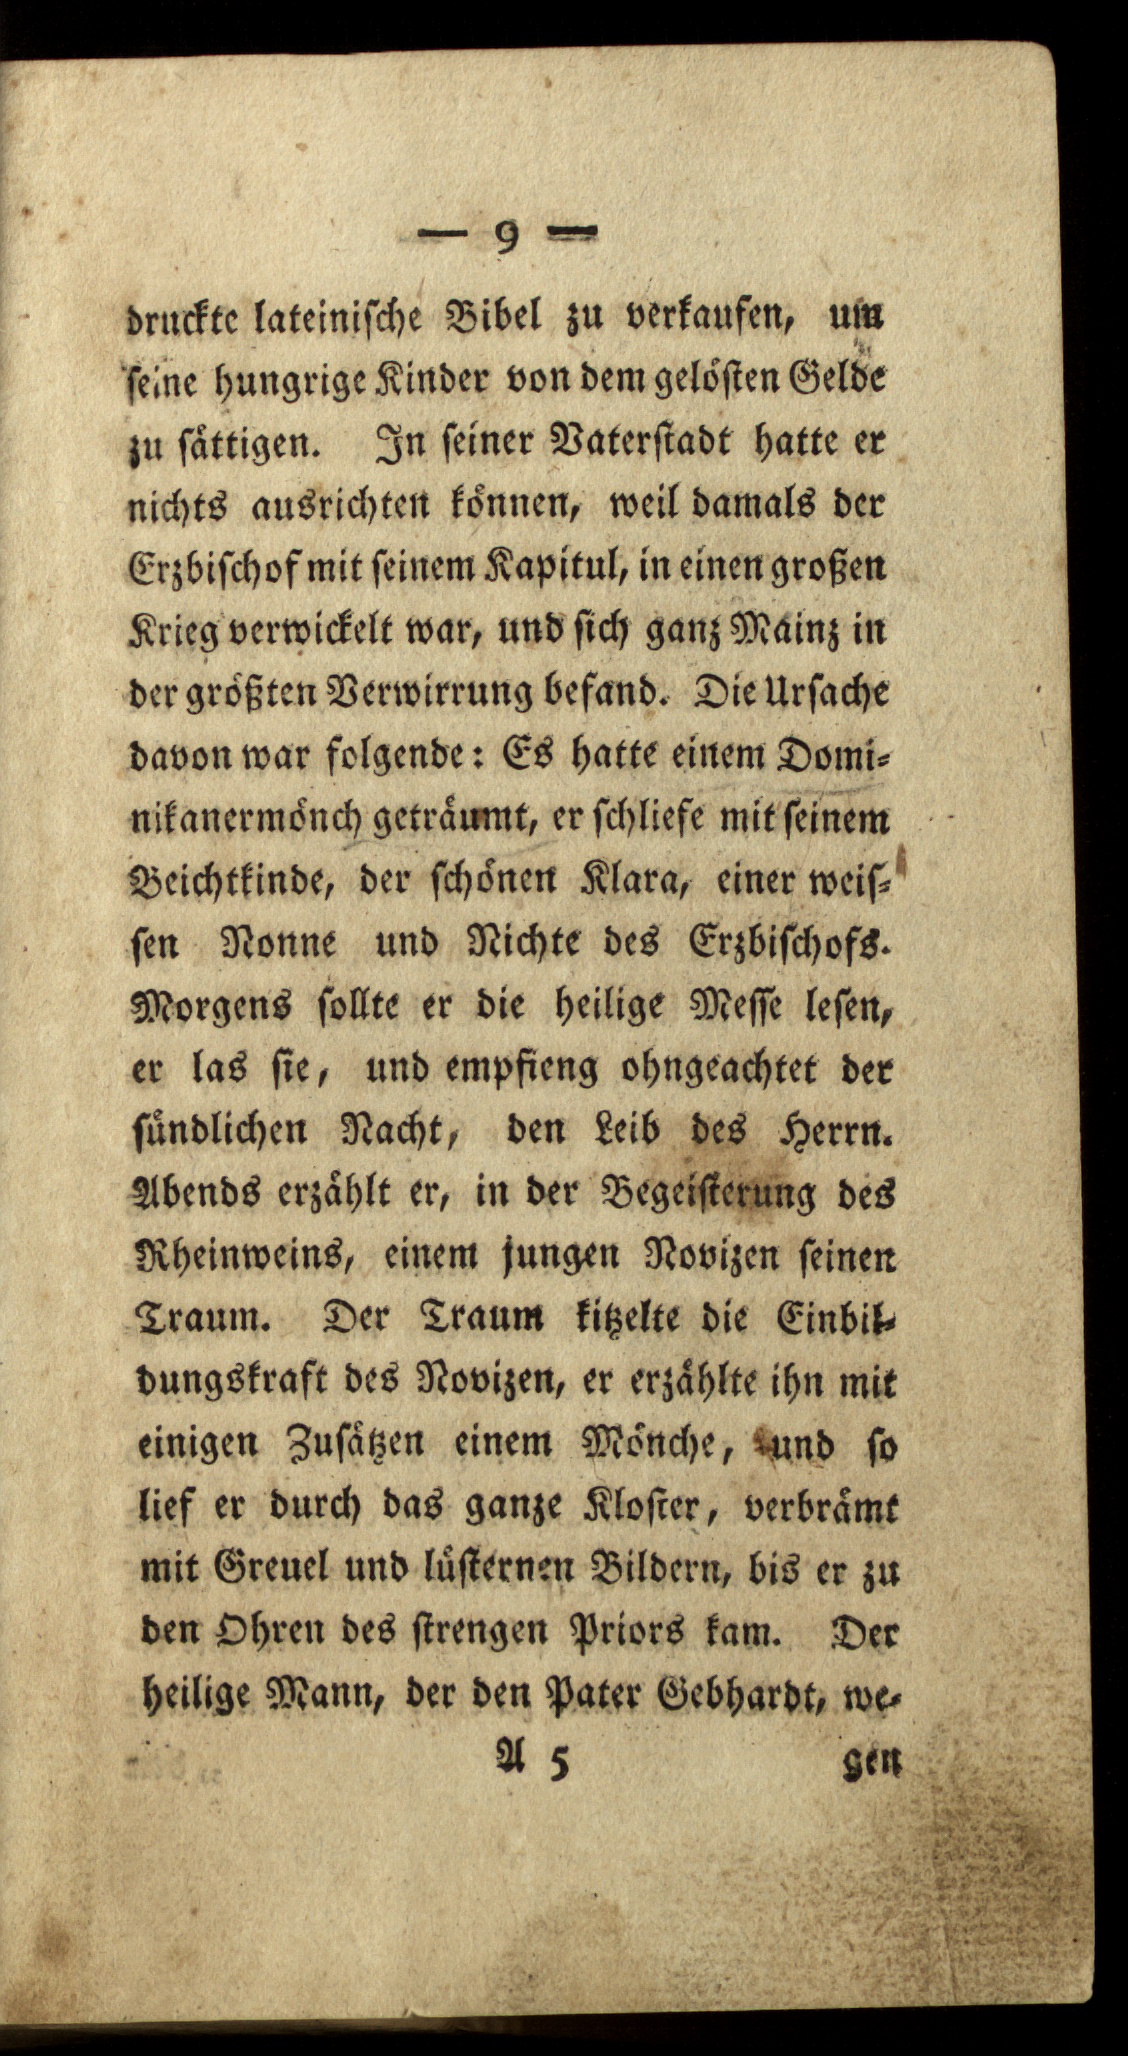 — 9 —
druckte lateinische Bibel zu verkaufen, um
seine hungrige Kinder von dem gelösten Gelde
zu sättigen. In seiner Vaterstadt hatte er
nichts ausrichten können, weil damals der
Erzbischof mit seinem Kapitul, in einen großen
Krieg verwickelt war, und sich ganz Mainz in
der größten Verwirrung befand. Die Ursache
davon war folgende: Es hatte einem Domi-
nikanermönch geträumt, er schliefe mit seinem
Beichtkinde, der schönen Klara, einer weis-
sen Nonne und Nichte des Erzbischofs.
Morgens sollte er die heilige Messe lesen,
er las sie, und empfieng ohngeachtet der
sündlichen Nacht, den Leib des Herrn.
Abends erzählt er, in der Begeisterung des
Rheinweins, einem jungen Novizen seinen
Traum. Der Traum kitzelte die Einbil-
dungskraft des Novizen, er erzählte ihn mit
einigen Zusätzen einem Mönche, und so
lief er durch das ganze Kloster, verbrämt
mit Greuel und lüsternen Bildern, bis er zu
den Ohren des strengen Priors kam. Der
heilige Mann, der den Pater Gebhardt, we-
A 5 gen